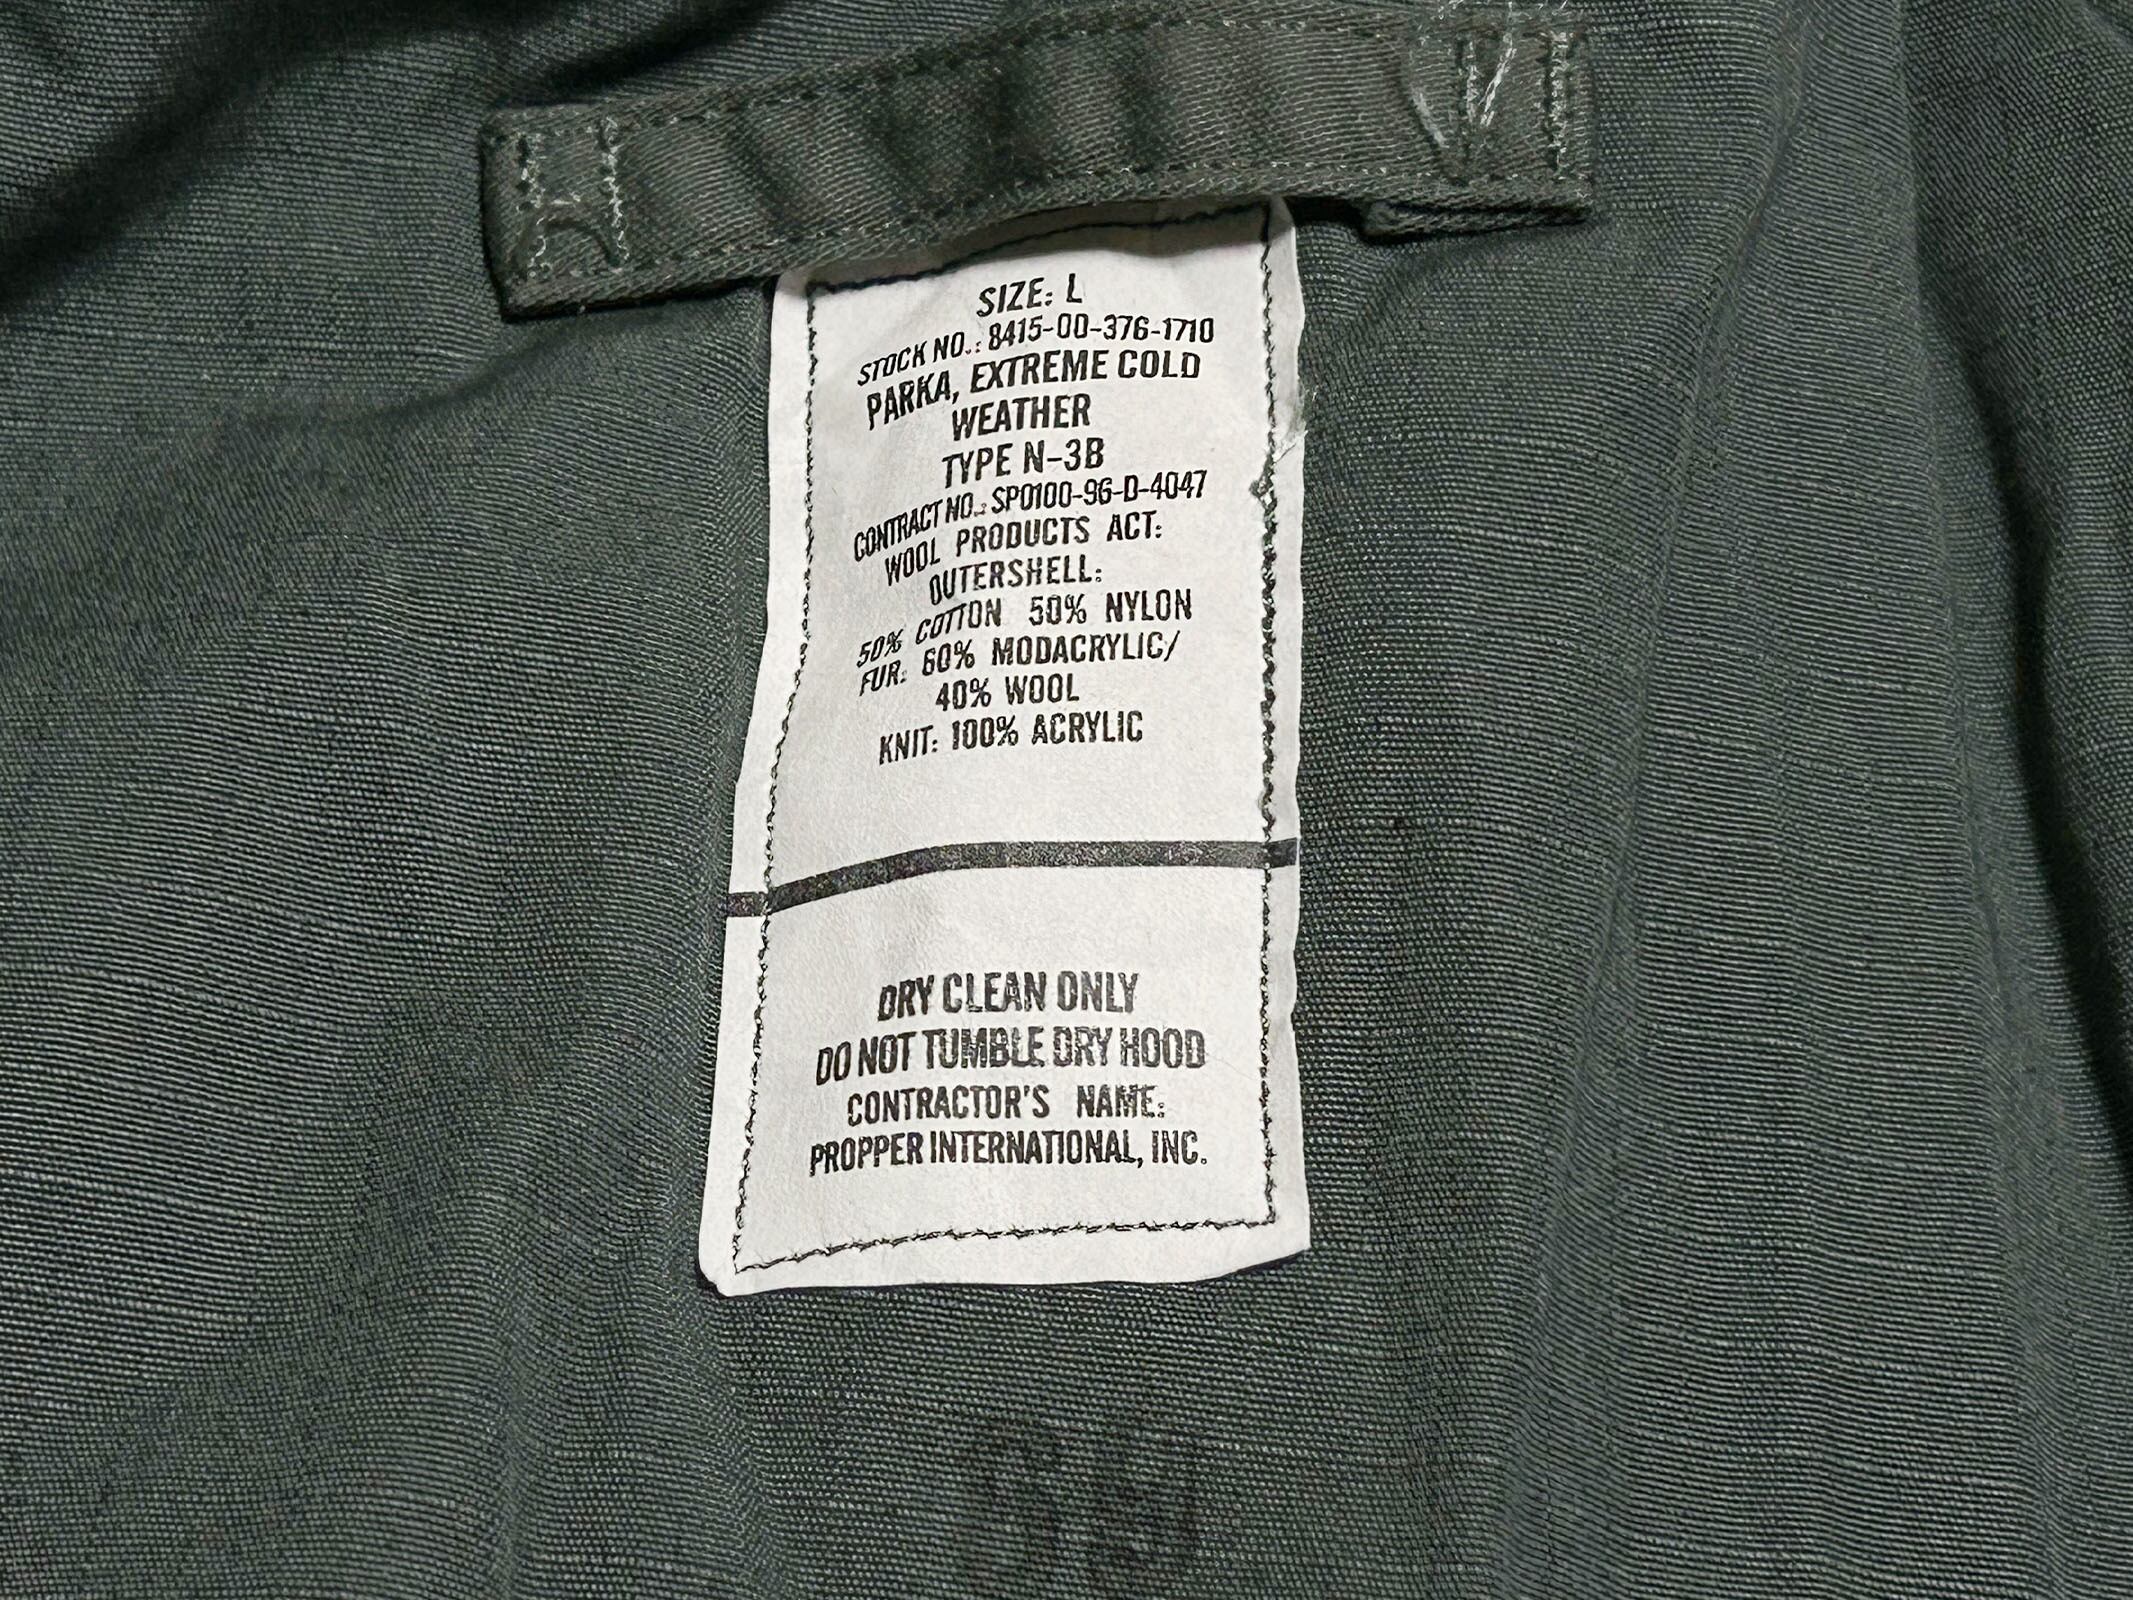 SIZE: L
STOCK NO.: 8415-00-376-1710
PARKA, EXTREME COLD
WEATHER
TYPE N-3B
CONTRACT NO.: SPO100-96-D-4047
WOOL PRODUCTS ACT:
OUTERSHELL:
50% COTTON 50% NYLON
FUR: 60% MODACRYLIC/
40% WOOL
KNIT: 100% ACRYLIC
DRY CLEAN ONLY
DO NOT TUMBLE DRY HOOD
CONTRACTOR'S NAME:
PROPPER INTERNATIONAL, INC.